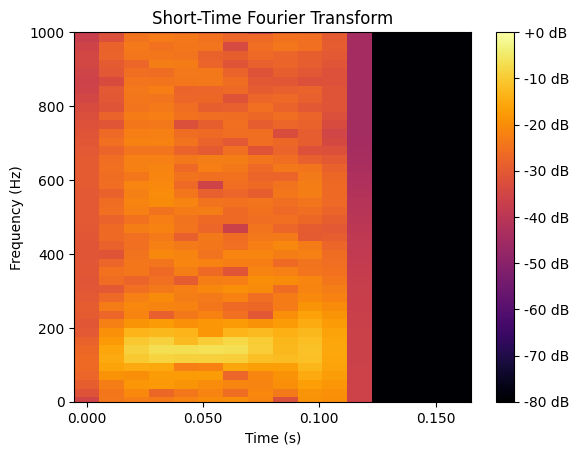 Short-Time Fourier Transform
Frequency (Hz)
1000
800
600
400
200
0
0.000
0.050
0.100
0.150
Time (s)
+0 dB
-10 dB
-20 dB
-30 dB
-40 dB
-50 dB
-60 dB
-70 dB
-80 dB